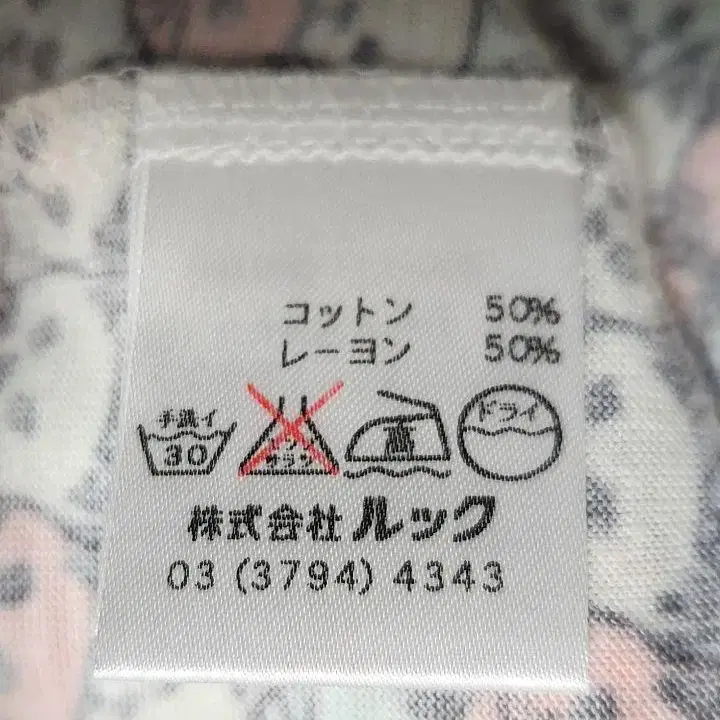 コットン 50%
レーヨン 50%
手洗イ 30 エンソサラシ 高 ドライ
株式会社ルック
03 (3794) 4343